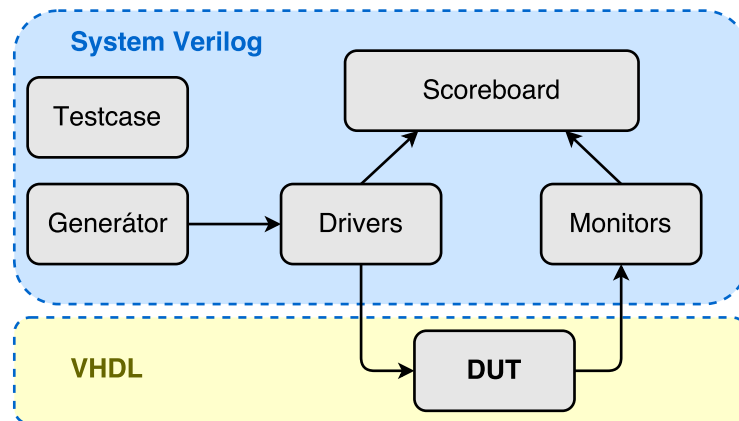 System Verilog
Scoreboard
Testcase
Generátor
Drivers
Monitors
VHDL
DUT